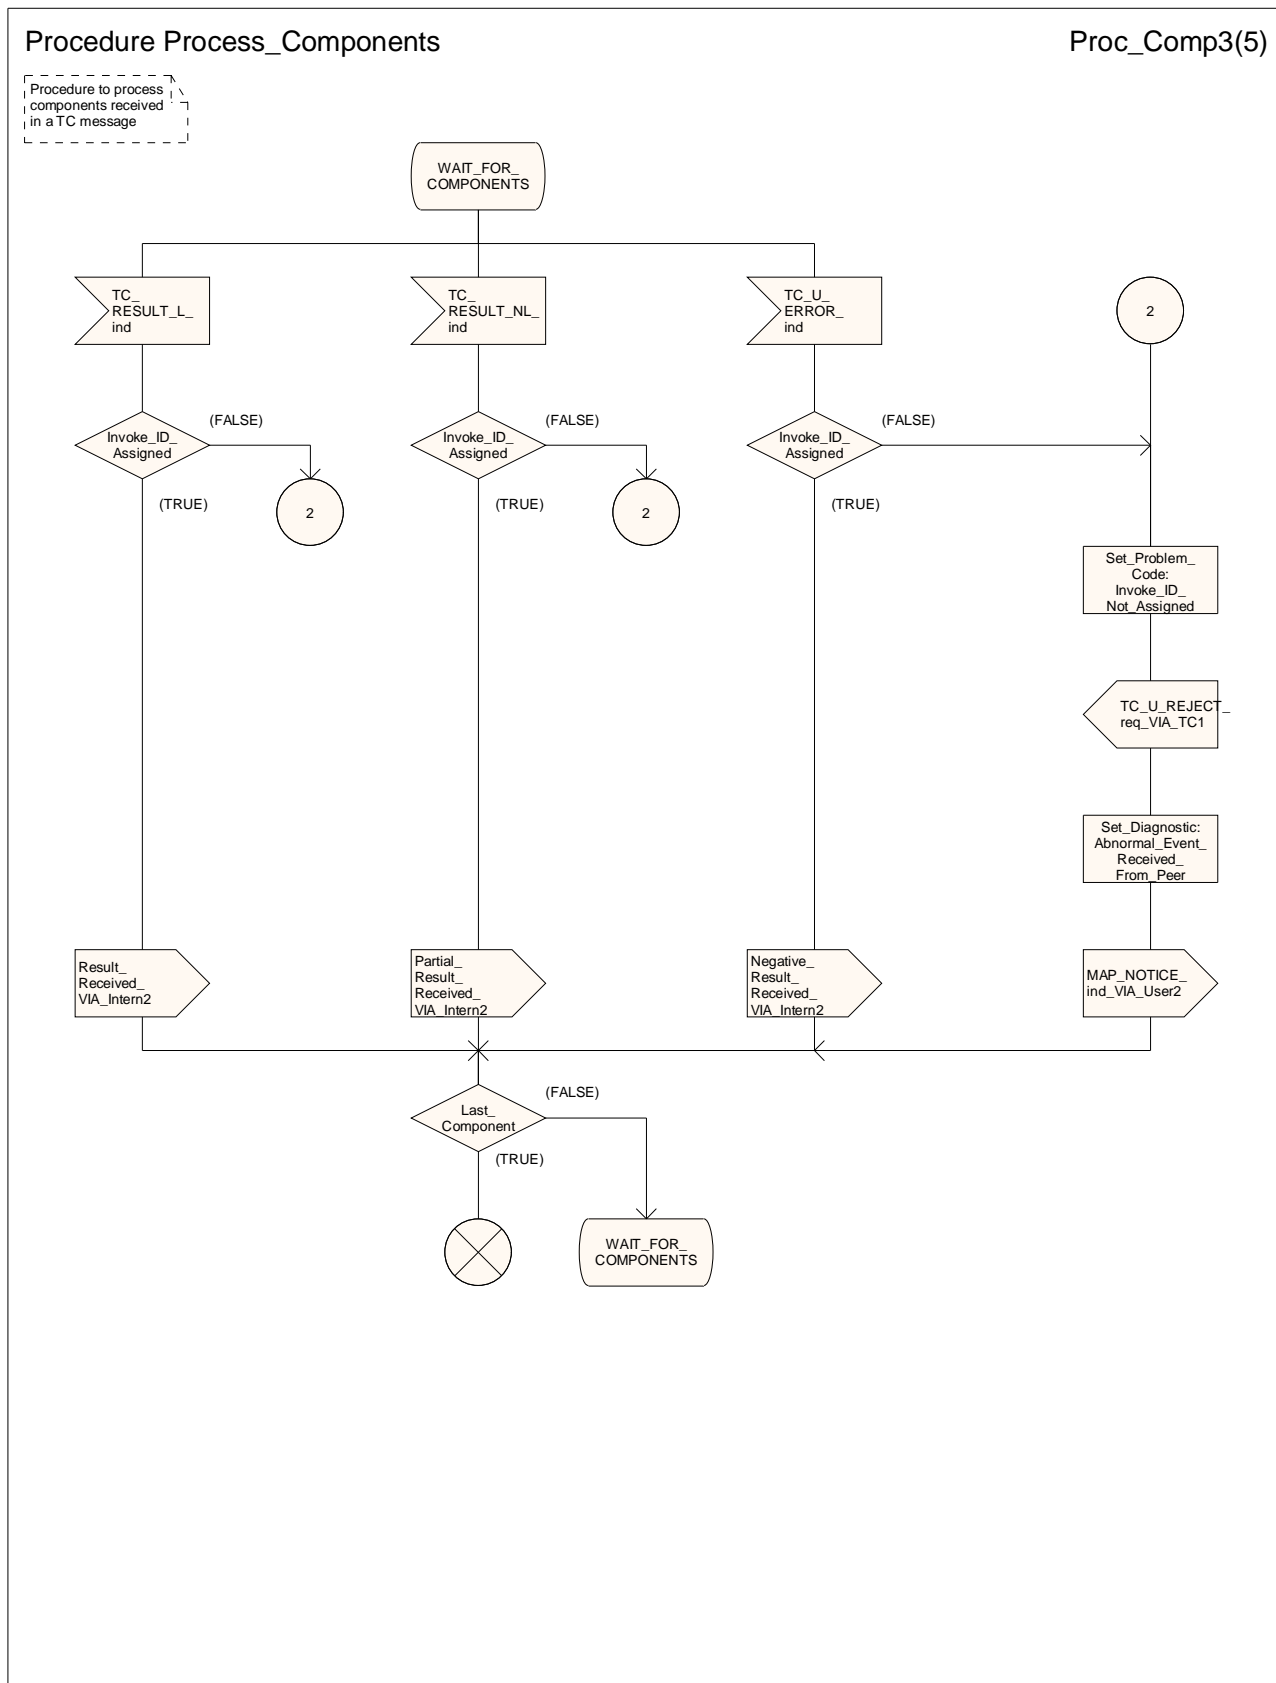 Procedure Process_Components
Proc_Comp3(5)
Procedure to process
components received
in a TC message
WAIT_FOR_
COMPONENTS
TC_
RESULT_L_
ind
TC_
RESULT_NL_
ind
TC_U_
ERROR_
ind
2
Invoke_ID_
Assigned
(FALSE)
Invoke_ID_
Assigned
(FALSE)
Invoke_ID_
Assigned
(FALSE)
(TRUE)
2
(TRUE)
2
(TRUE)
Set_Problem_
Code:
Invoke_ID_
Not_Assigned
TC_U_REJECT_
req_VIA_TC1
Set_Diagnostic:
Abnormal_Event_
Received_
From_Peer
Result_
Received_
VIA_Intern2
Partial_
Result_
Received_
VIA_Intern2
Negative_
Result_
Received_
VIA_Intern2
MAP_NOTICE_
ind_VIA_User2
Last_
Component
(FALSE)
(TRUE)
WAIT_FOR_
COMPONENTS